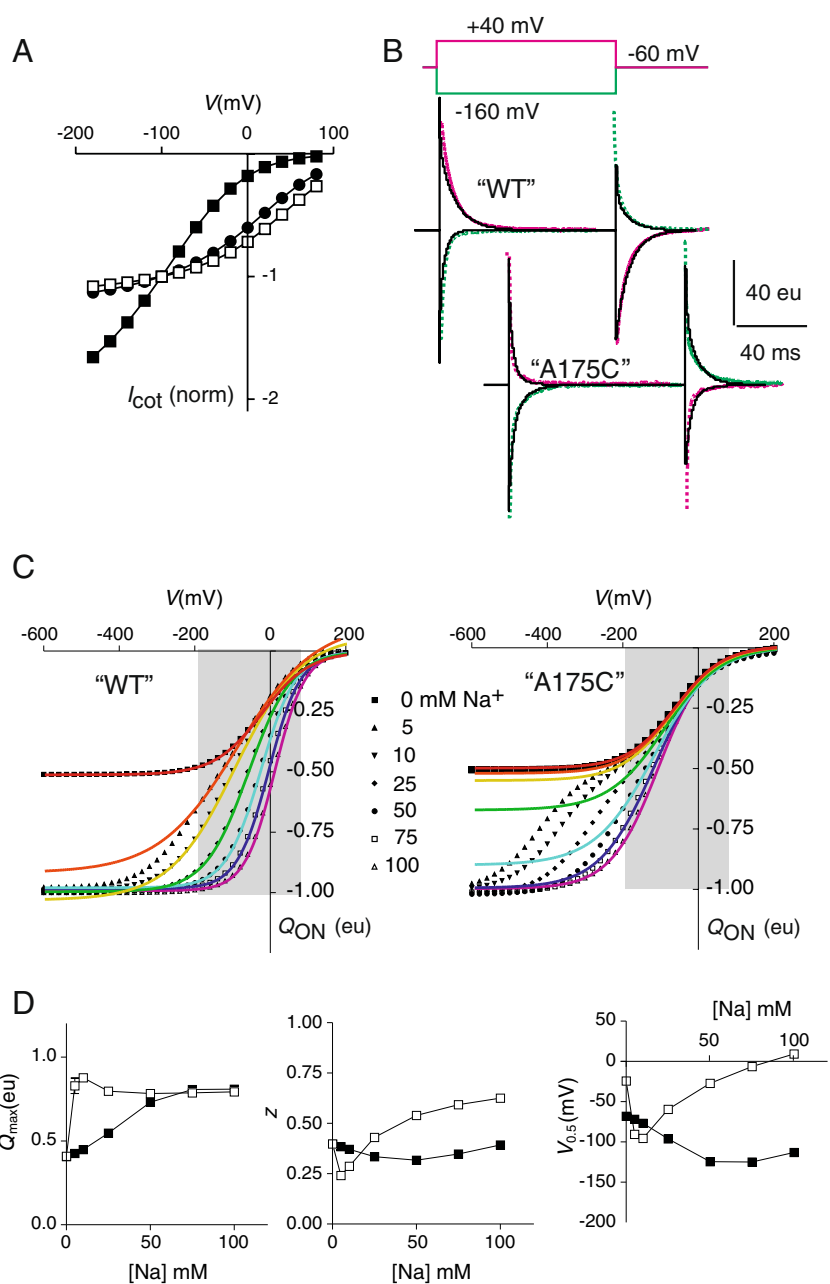 A
V(mV)
-200 -100 0 100
-1
-2
Icot (norm)
B
+40 mV
-60 mV
-160 mV
“WT”
“A175C”
40 eu
40 ms
C
V(mV)
-600 -400 -200 0 200
“WT”
-0.25
-0.50
-0.75
-1.00
QON (eu)
0 mM Na+
5
10
25
50
75
100
V(mV)
-600 -400 -200 0 200
“A175C”
-0.25
-0.50
-0.75
-1.00
QON (eu)
D
Qmax(eu)
1.0
0.5
0.0
0 50 100
[Na] mM
z
1.00
0.75
0.50
0.25
0
0 50 100
[Na] mM
[Na] mM
0 50 100
V0.5(mV)
50
0
-50
-100
-150
-200